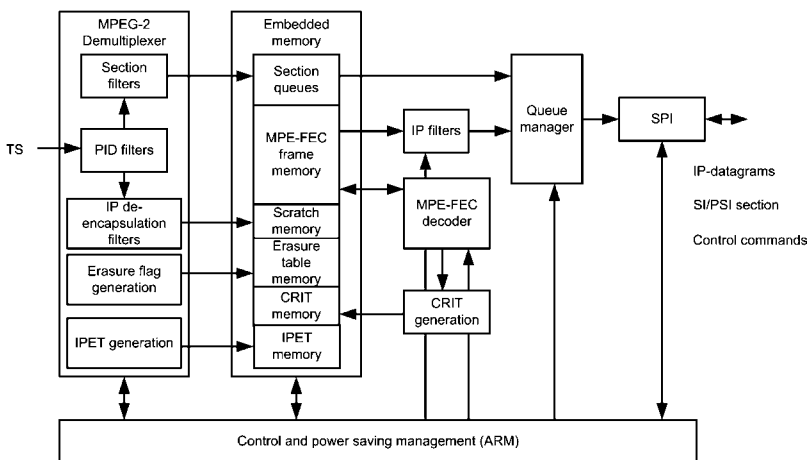 MPEG-2
Demultiplexer
Section
filters
TS
PID filters
IP de-
encapsulation
filters
Erasure flag
generation
IPET generation
Embedded
memory
Section
queues
MPE-FEC
frame
memory
Scratch
memory
Erasure
table
memory
CRIT
memory
IPET
memory
IP filters
MPE-FEC
decoder
CRIT
generation
Queue
manager
SPI
IP-datagrams
SI/PSI section
Control commands
Control and power saving management (ARM)